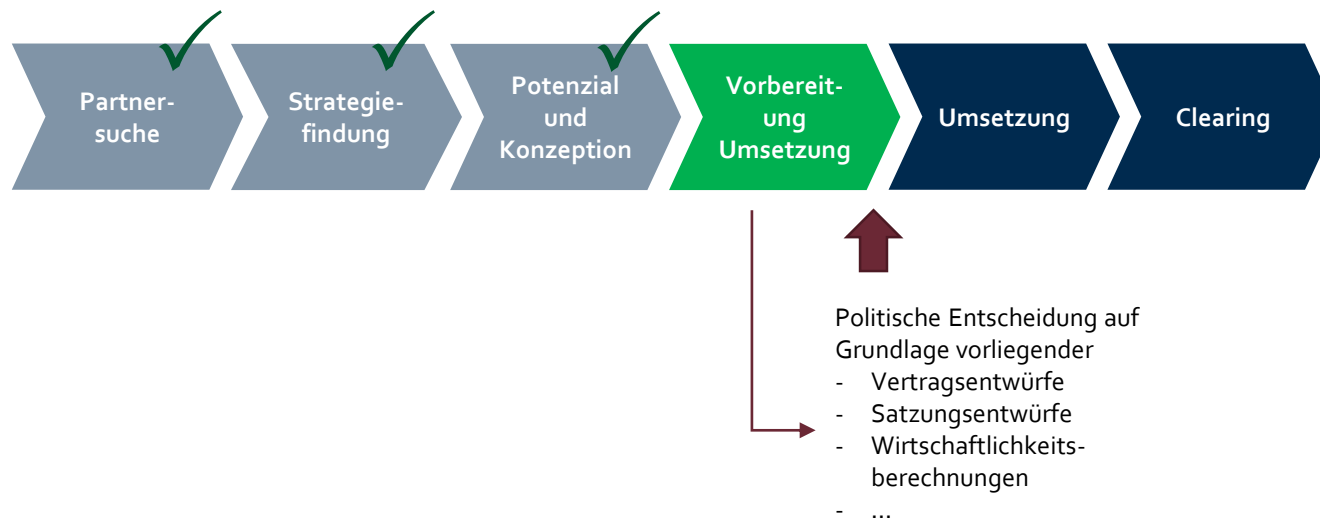 Partner-
suche
Strategie-
findung
Potenzial
und
Konzeption
Vorbereit-
ung
Umsetzung
Umsetzung
Clearing
Politische Entscheidung auf
Grundlage vorliegender
- Vertragsentwürfe
- Satzungsentwürfe
- Wirtschaftlichkeits-
berechnungen
- ...